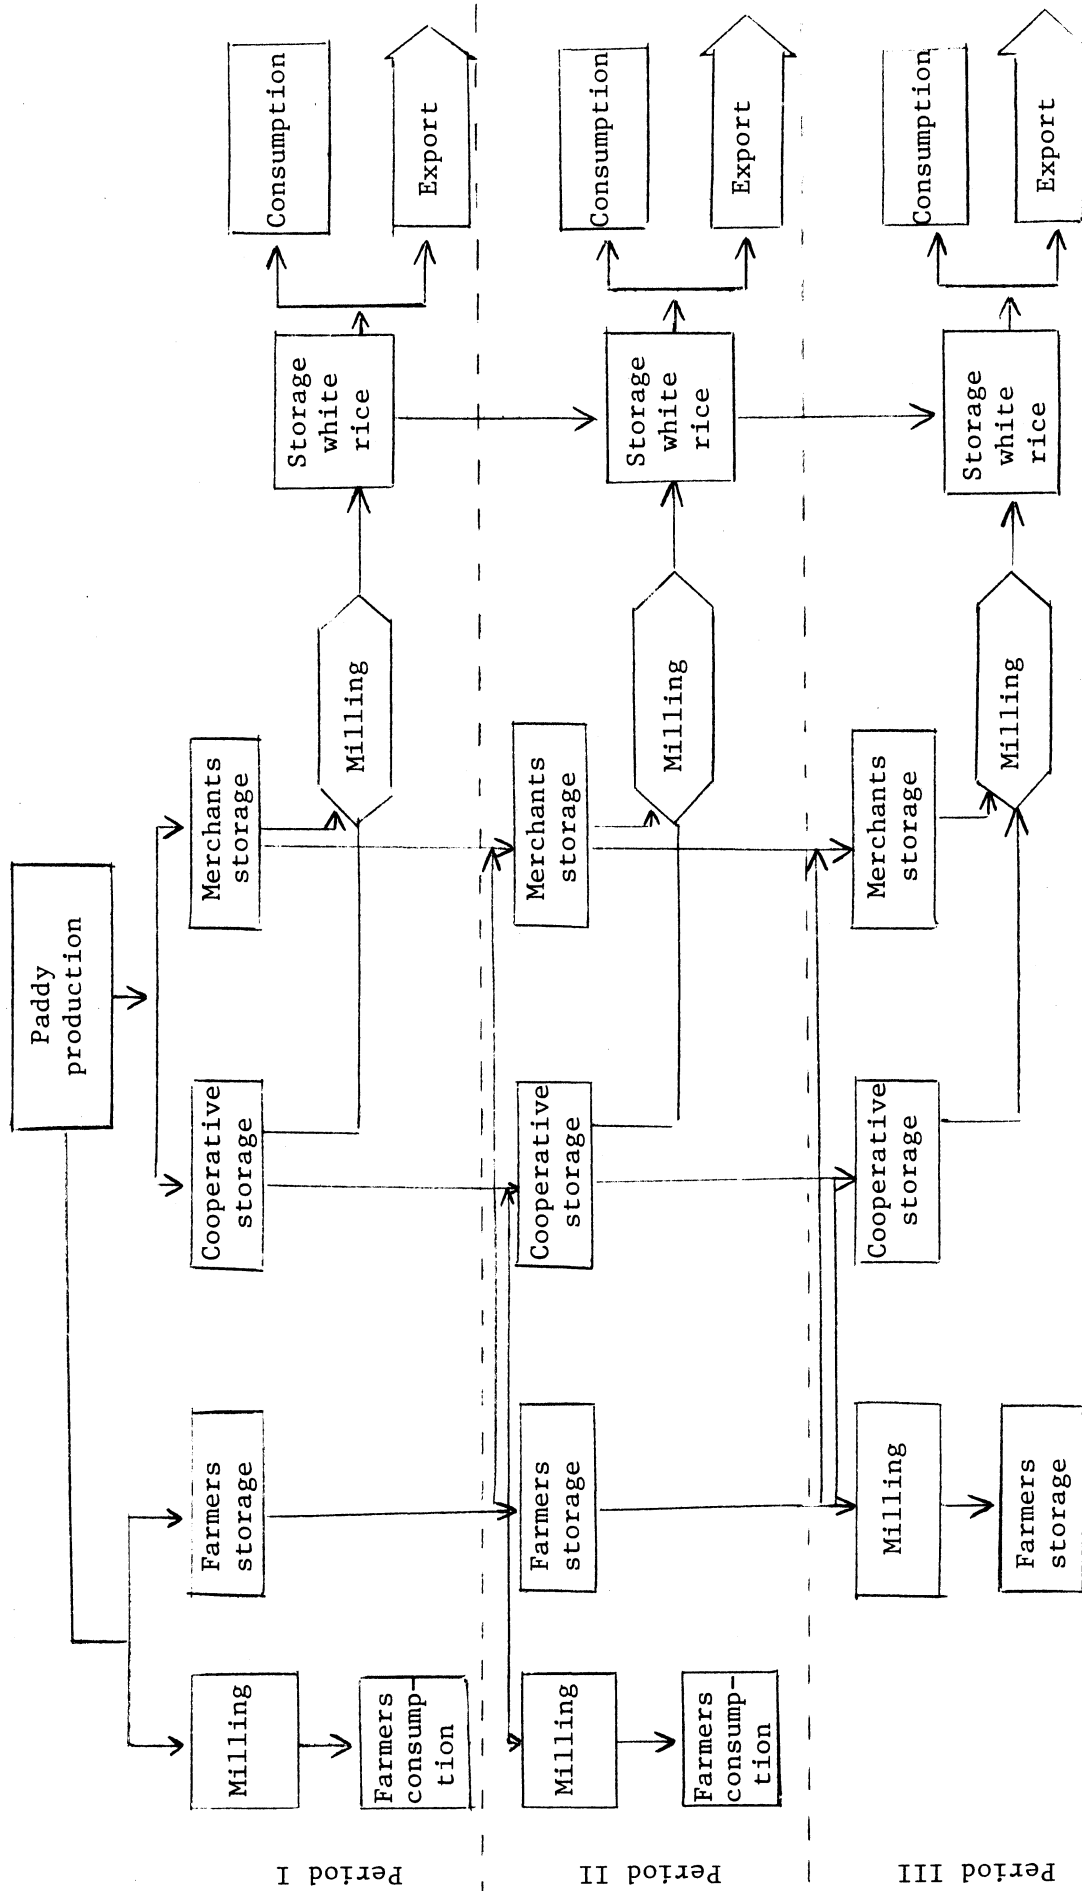 Paddy
production
Milling
Farmers
storage
Cooperative
storage
Merchants
storage
Farmers
consump-
tion
Milling
Storage
white
rice
Consumption
Export
Period I
Milling
Farmers
storage
Cooperative
storage
Merchants
storage
Farmers
consump-
tion
Milling
Storage
white
rice
Consumption
Export
Period II
Milling
Cooperative
storage
Merchants
storage
Farmers
storage
Milling
Storage
white
rice
Consumption
Export
Period III